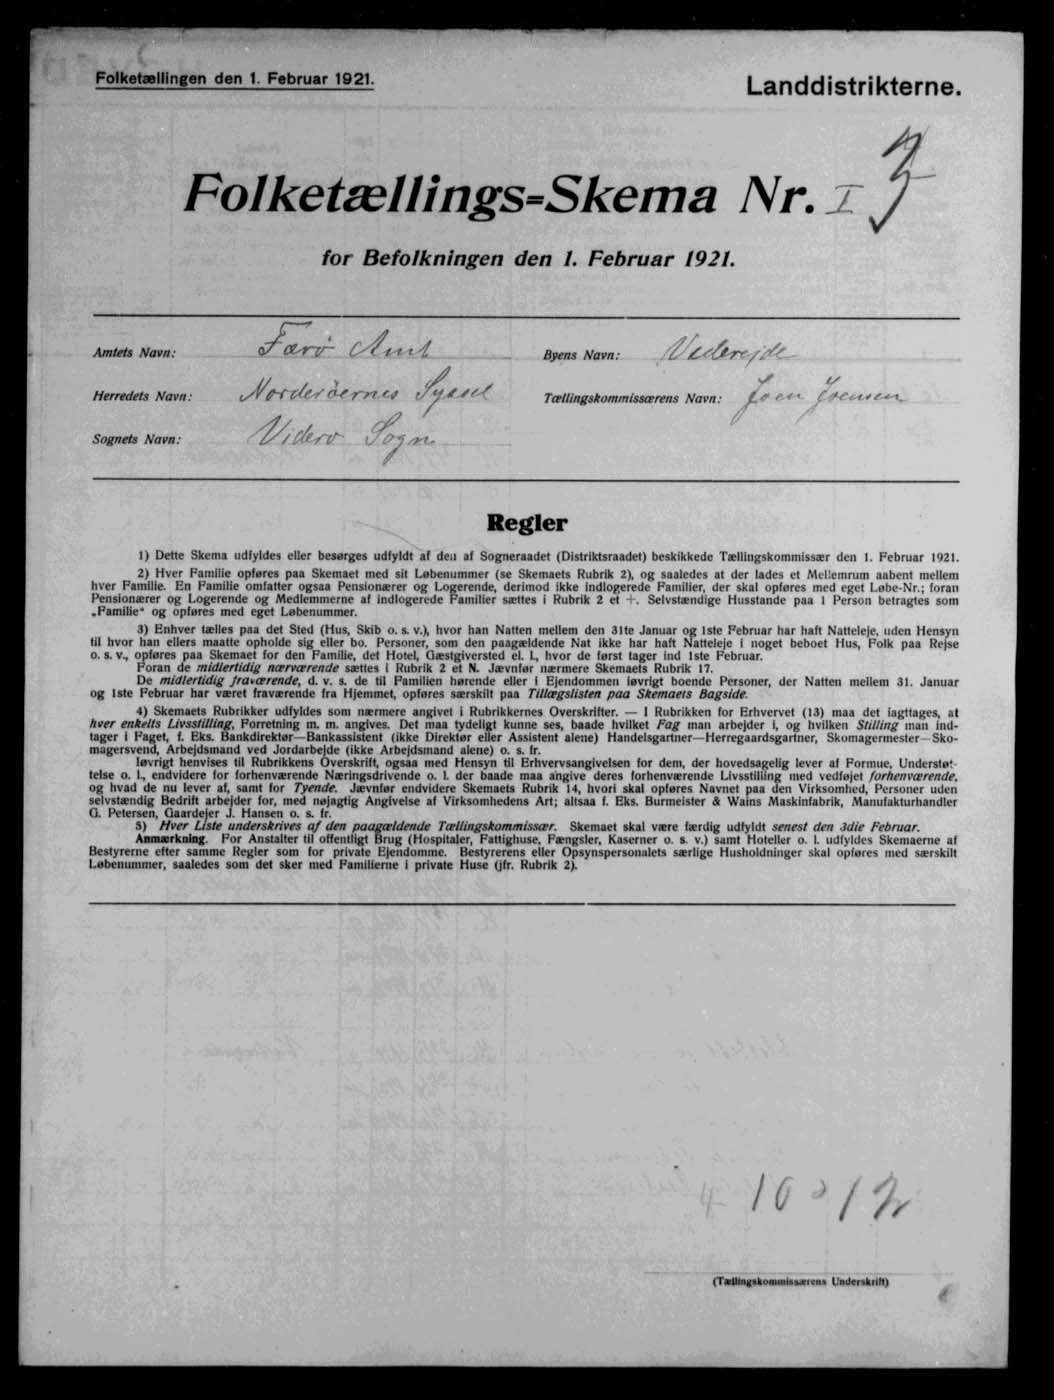 Folketællingen den 1. Februar 1921.
Landdistrikterne.
Folketællings=Skema Nr. I 3
for Befolkningen den 1. Februar 1921.
Amtets Navn: Færø Amt
Byens Navn: Viderejde
Herredets Navn: Norderøernes Syssel
Tællingskommissærens Navn: Joen Joensen
Sognets Navn: Viderø Sogn
Regler
1) Dette Skema udfyldes eller besørges udfyldt af den af Sogneraadet (Distriktsraadet) beskikkede Tællingskommissær den 1. Februar 1921.
2) Hver Familie opføres paa Skemaet med sit Løbenummer (se Skemaets Rubrik 2), og saaledes at der lades et Mellemrum aabent mellem
hver Familie. En Familie omfatter ogsaa Pensionærer og Logerende, derimod ikke indlogerede Familier, der skal opføres med eget Løbe-Nr.; foran
Pensionærer og Logerende og Medlemmerne af indlogerede Familier sættes i Rubrik 2 et +. Selvstændige Husstande paa 1 Person betragtes som
„Familie“ og opføres med eget Løbenummer.
3) Enhver tælles paa det Sted (Hus, Skib o. s. v.), hvor han Natten mellem den 31te Januar og 1ste Februar har haft Natteleje, uden Hensyn
til hvor han ellers maatte opholde sig eller bo. Personer, som den paagældende Nat ikke har haft Natteleje i noget beboet Hus, Folk paa Rejse
o. s. v., opføres paa Skemaet for den Familie, det Hotel, Gæstgiversted el. l., hvor de først tager ind 1ste Februar.
Foran de midlertidig nærværende sættes i Rubrik 2 et N. Jævnfør nærmere Skemaets Rubrik 17.
De midlertidig fraværende, d. v. s. de til Familien hørende eller i Ejendommen iøvrigt boende Personer, der Natten mellem 31. Januar
og 1ste Februar har været fraværende fra Hjemmet, opføres særskilt paa Tillægslisten paa Skemaets Bagside.
4) Skemaets Rubrikker udfyldes som nærmere angivet i Rubrikkernes Overskrifter. — I Rubrikken for Erhvervet (13) maa det iagttages, at
hver enkelts Livsstilling, Forretning m. m. angives. Det maa tydeligt kunne ses, baade hvilket Fag man arbejder i, og hvilken Stilling man ind-
tager i Faget, f. Eks. Bankdirektør—Bankassistent (ikke Direktør eller Assistent alene) Handelsgartner—Herregaardsgartner, Skomagermester—Sko-
magersvend, Arbejdsmand ved Jordarbejde (ikke Arbejdsmand alene) o. s. fr.
Iøvrigt henvises til Rubrikkens Overskrift, ogsaa med Hensyn til Erhvervsangivelsen for dem, der hovedsagelig lever af Formue, Understøt-
telse o. l., endvidere for forhenværende Næringsdrivende o. l. der baade maa angive deres forhenværende Livsstilling med vedføjet forhenværende,
og hvad de nu lever af, samt for Tyende. Jævnfør endvidere Skemaets Rubrik 14, hvori skal opføres Navnet paa den Virksomhed, Personer uden
selvstændig Bedrift arbejder for, med nøjagtig Angivelse af Virksomhedens Art; altsaa f. Eks. Burmeister & Wains Maskinfabrik, Manufakturhandler
G. Petersen, Gaardejer J. Hansen o. s. fr.
5) Hver Liste underskrives af den paagældende Tællingskommissær. Skemaet skal være færdig udfyldt senest den 3die Februar.
Anmærkning. For Anstalter til offentligt Brug (Hospitaler, Fattighuse, Fængsler, Kaserner o. s. v.) samt Hoteller o. l. udfyldes Skemaerne af
Bestyrerne efter samme Regler som for private Ejendomme. Bestyrerens eller Opsynspersonalets særlige Husholdninger skal opføres med særskilt
Løbenummer, saaledes som det sker med Familierne i private Huse (jfr. Rubrik 2).
4 10
(Tællingskommissærens Underskrift)